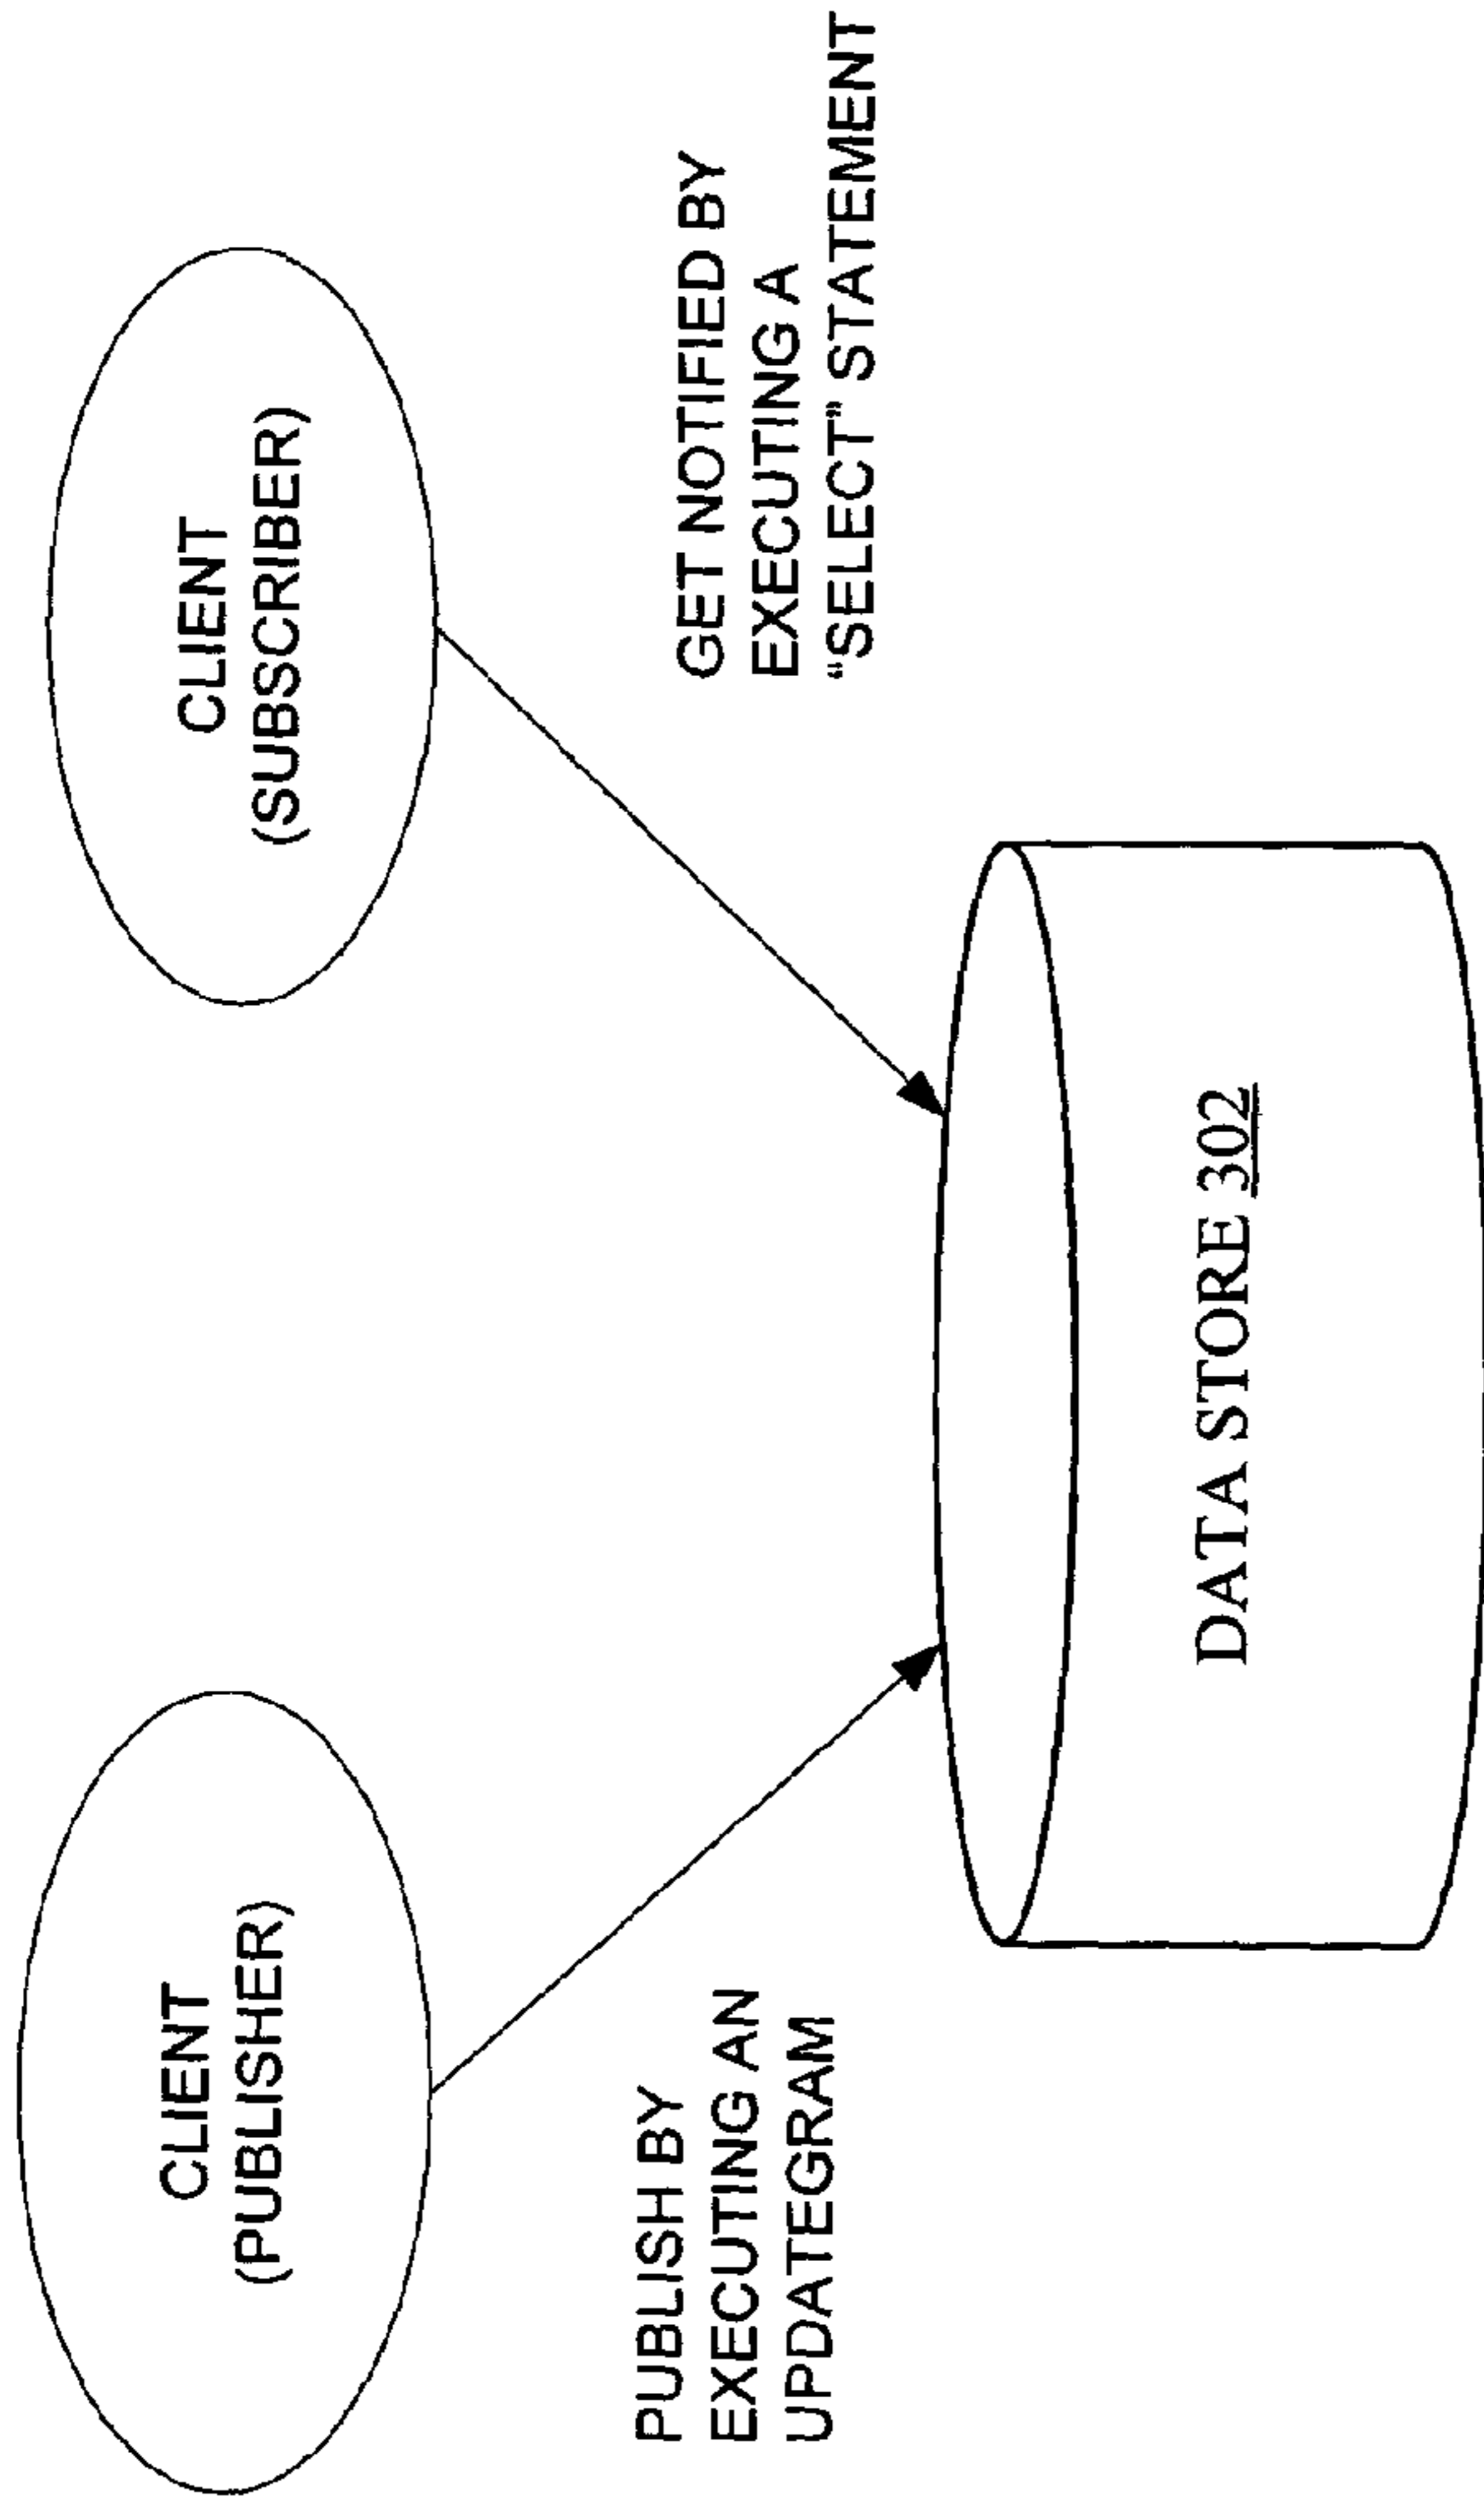 CLIENT
(PUBLISHER)
CLIENT
(SUBSCRIBER)
PUBLISH BY
EXECUTING AN
UPDATEGRAM
GET NOTIFIED BY
EXECUTING A
“SELECT” STATEMENT
DATA STORE 302